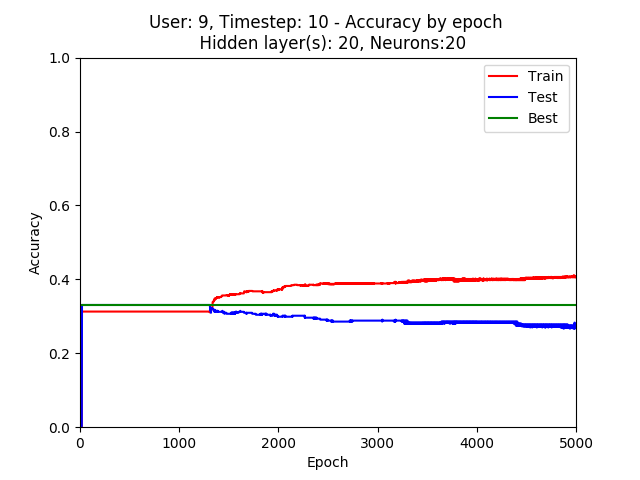 User: 9, Timestep: 10 - Accuracy by epoch
Hidden layer(s): 20, Neurons:20
1.0
0.8
0.6
0.4
0.2
0.0
Accuracy
Train
Test
Best
0
1000
2000
3000
4000
5000
Epoch